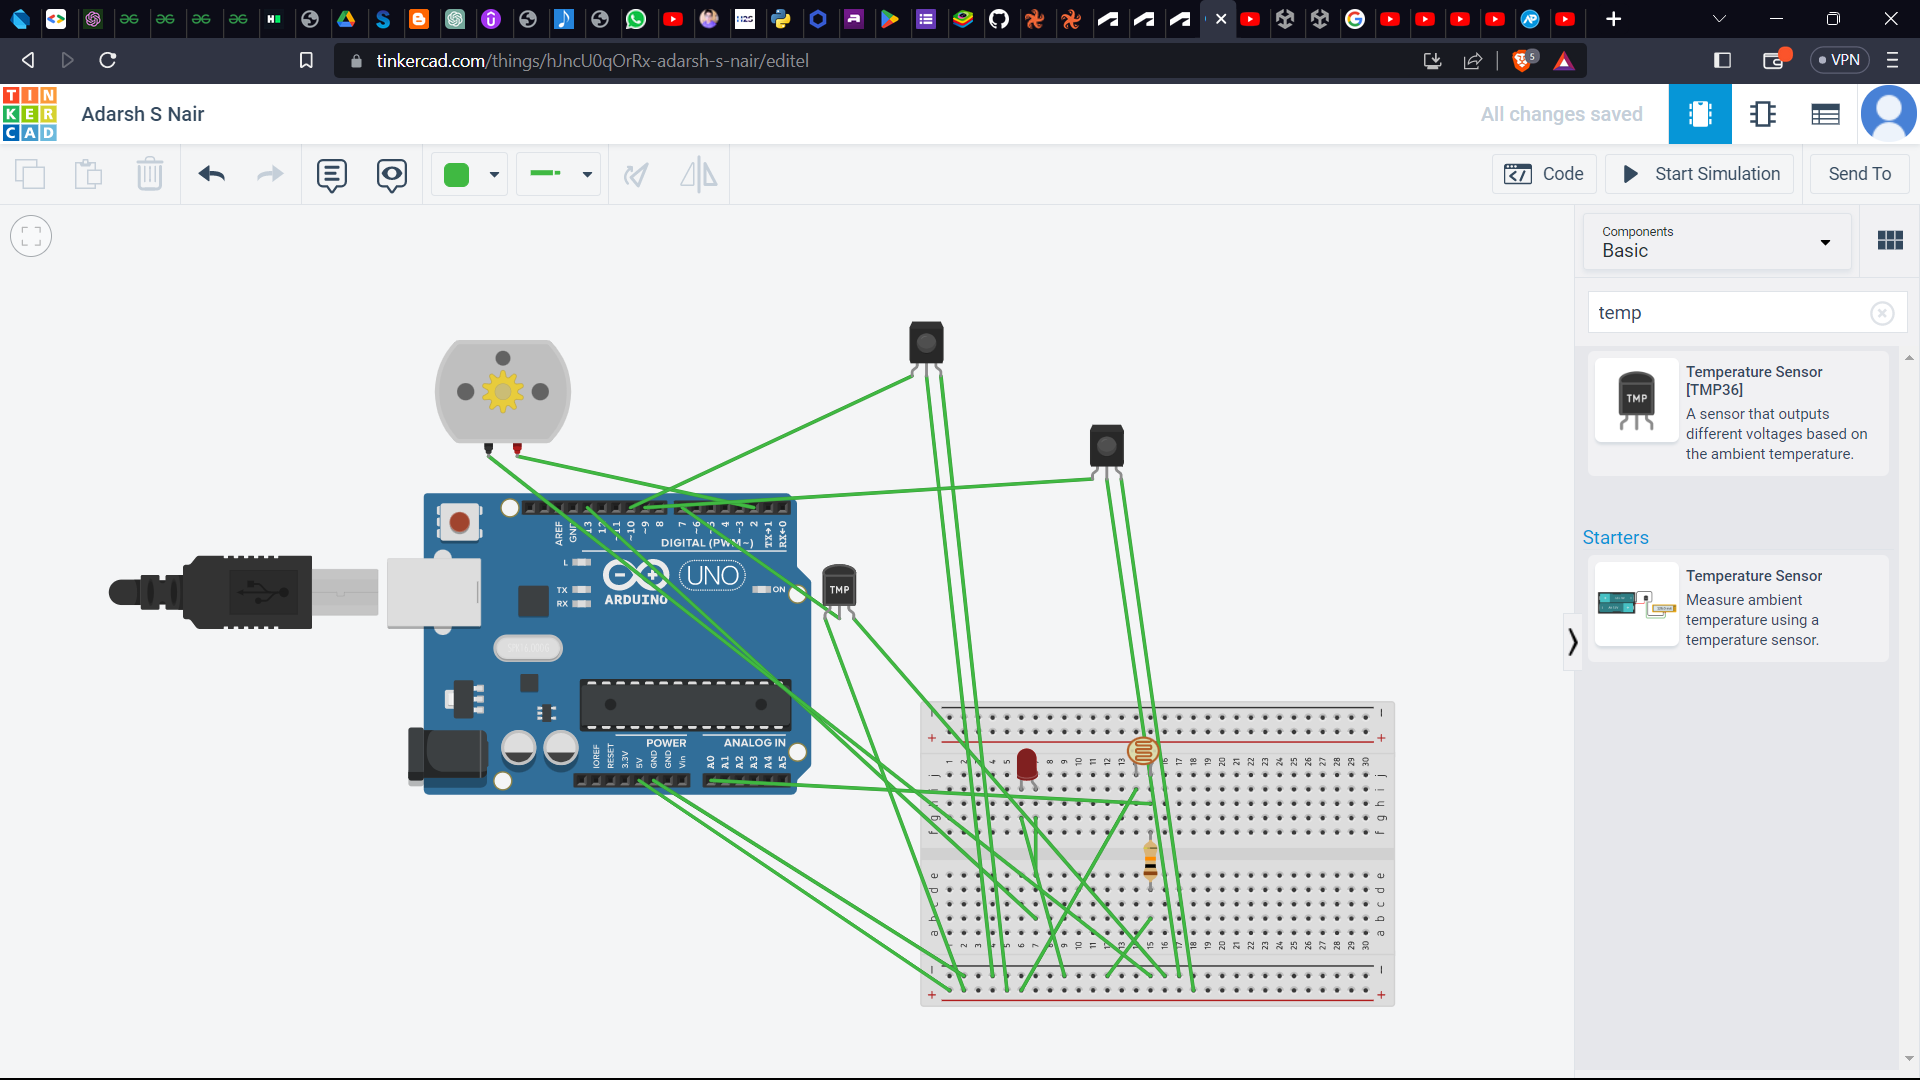 tinkercad.com/things/hJncU0qOrRx-adarsh-s-nair/editel
5
VPN
TIN
KER
CAD
Adarsh S Nair
All changes saved
Code
Start Simulation
Send To
Components
Basic
temp
TMP
Temperature Sensor
[TMP36]
A sensor that outputs
different voltages based on
the ambient temperature.
Starters
Temperature Sensor
Measure ambient
temperature using a
temperature sensor.
AREF
GND
13
12
~11
~10
~9
8
7
~6
~5
4
~3
2
TX→1
RX←0
DIGITAL (PWM~)
L
TX
RX
ARDUINO
UNO
ON
TMP
POWER
ANALOG IN
IOREF
RESET
3.3V
5V
GND
GND
Vin
A0
A1
A2
A3
A4
A5